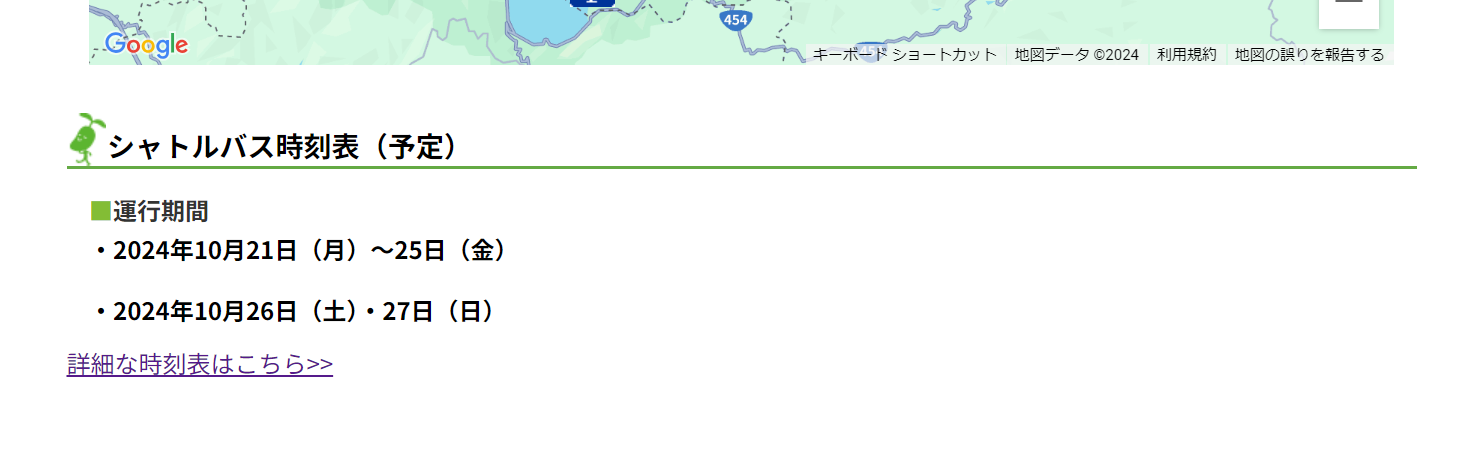 454
Google
キーボード ショートカット
地図データ ©2024
利用規約
地図の誤りを報告する
シャトルバス時刻表（予定）
■運行期間
・2024年10月21日（月）～25日（金）
・2024年10月26日（土）・27日（日）
詳細な時刻表はこちら>>